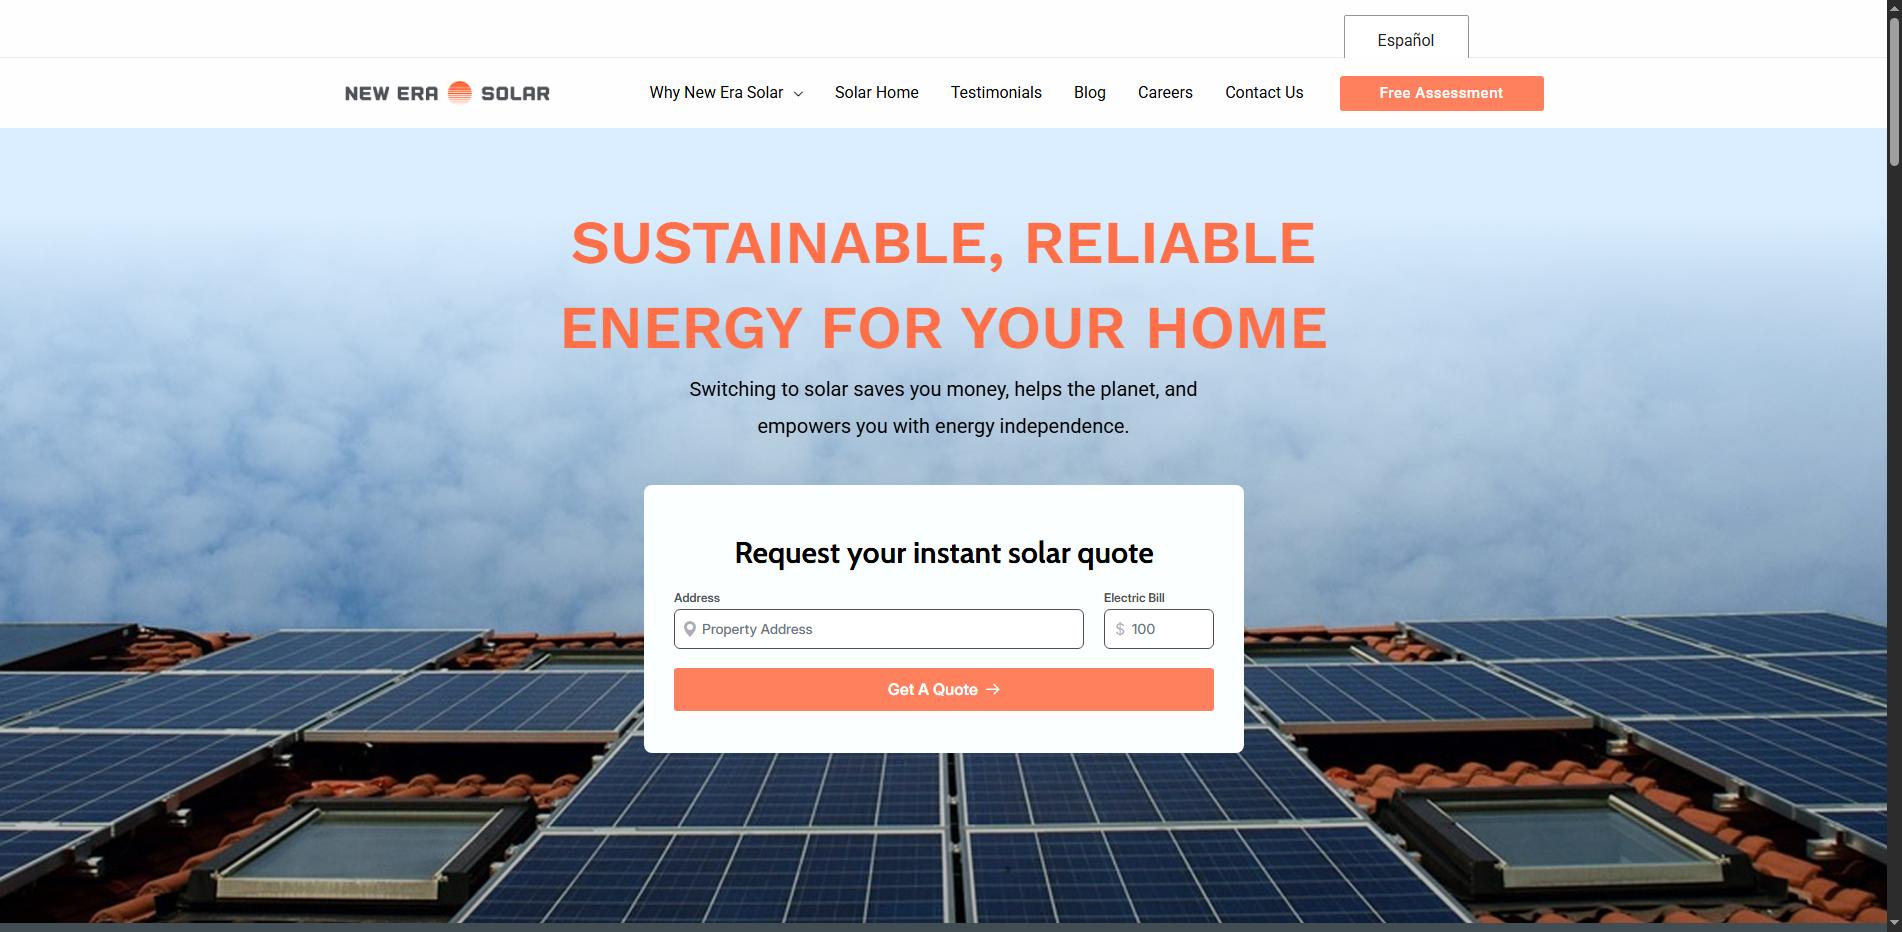 Español
NEW ERA SOLAR
Why New Era Solar
Solar Home
Testimonials
Blog
Careers
Contact Us
Free Assessment
SUSTAINABLE, RELIABLE
ENERGY FOR YOUR HOME
Switching to solar saves you money, helps the planet, and
empowers you with energy independence.
Request your instant solar quote
Address
Electric Bill
Property Address
$ 100
Get A Quote →